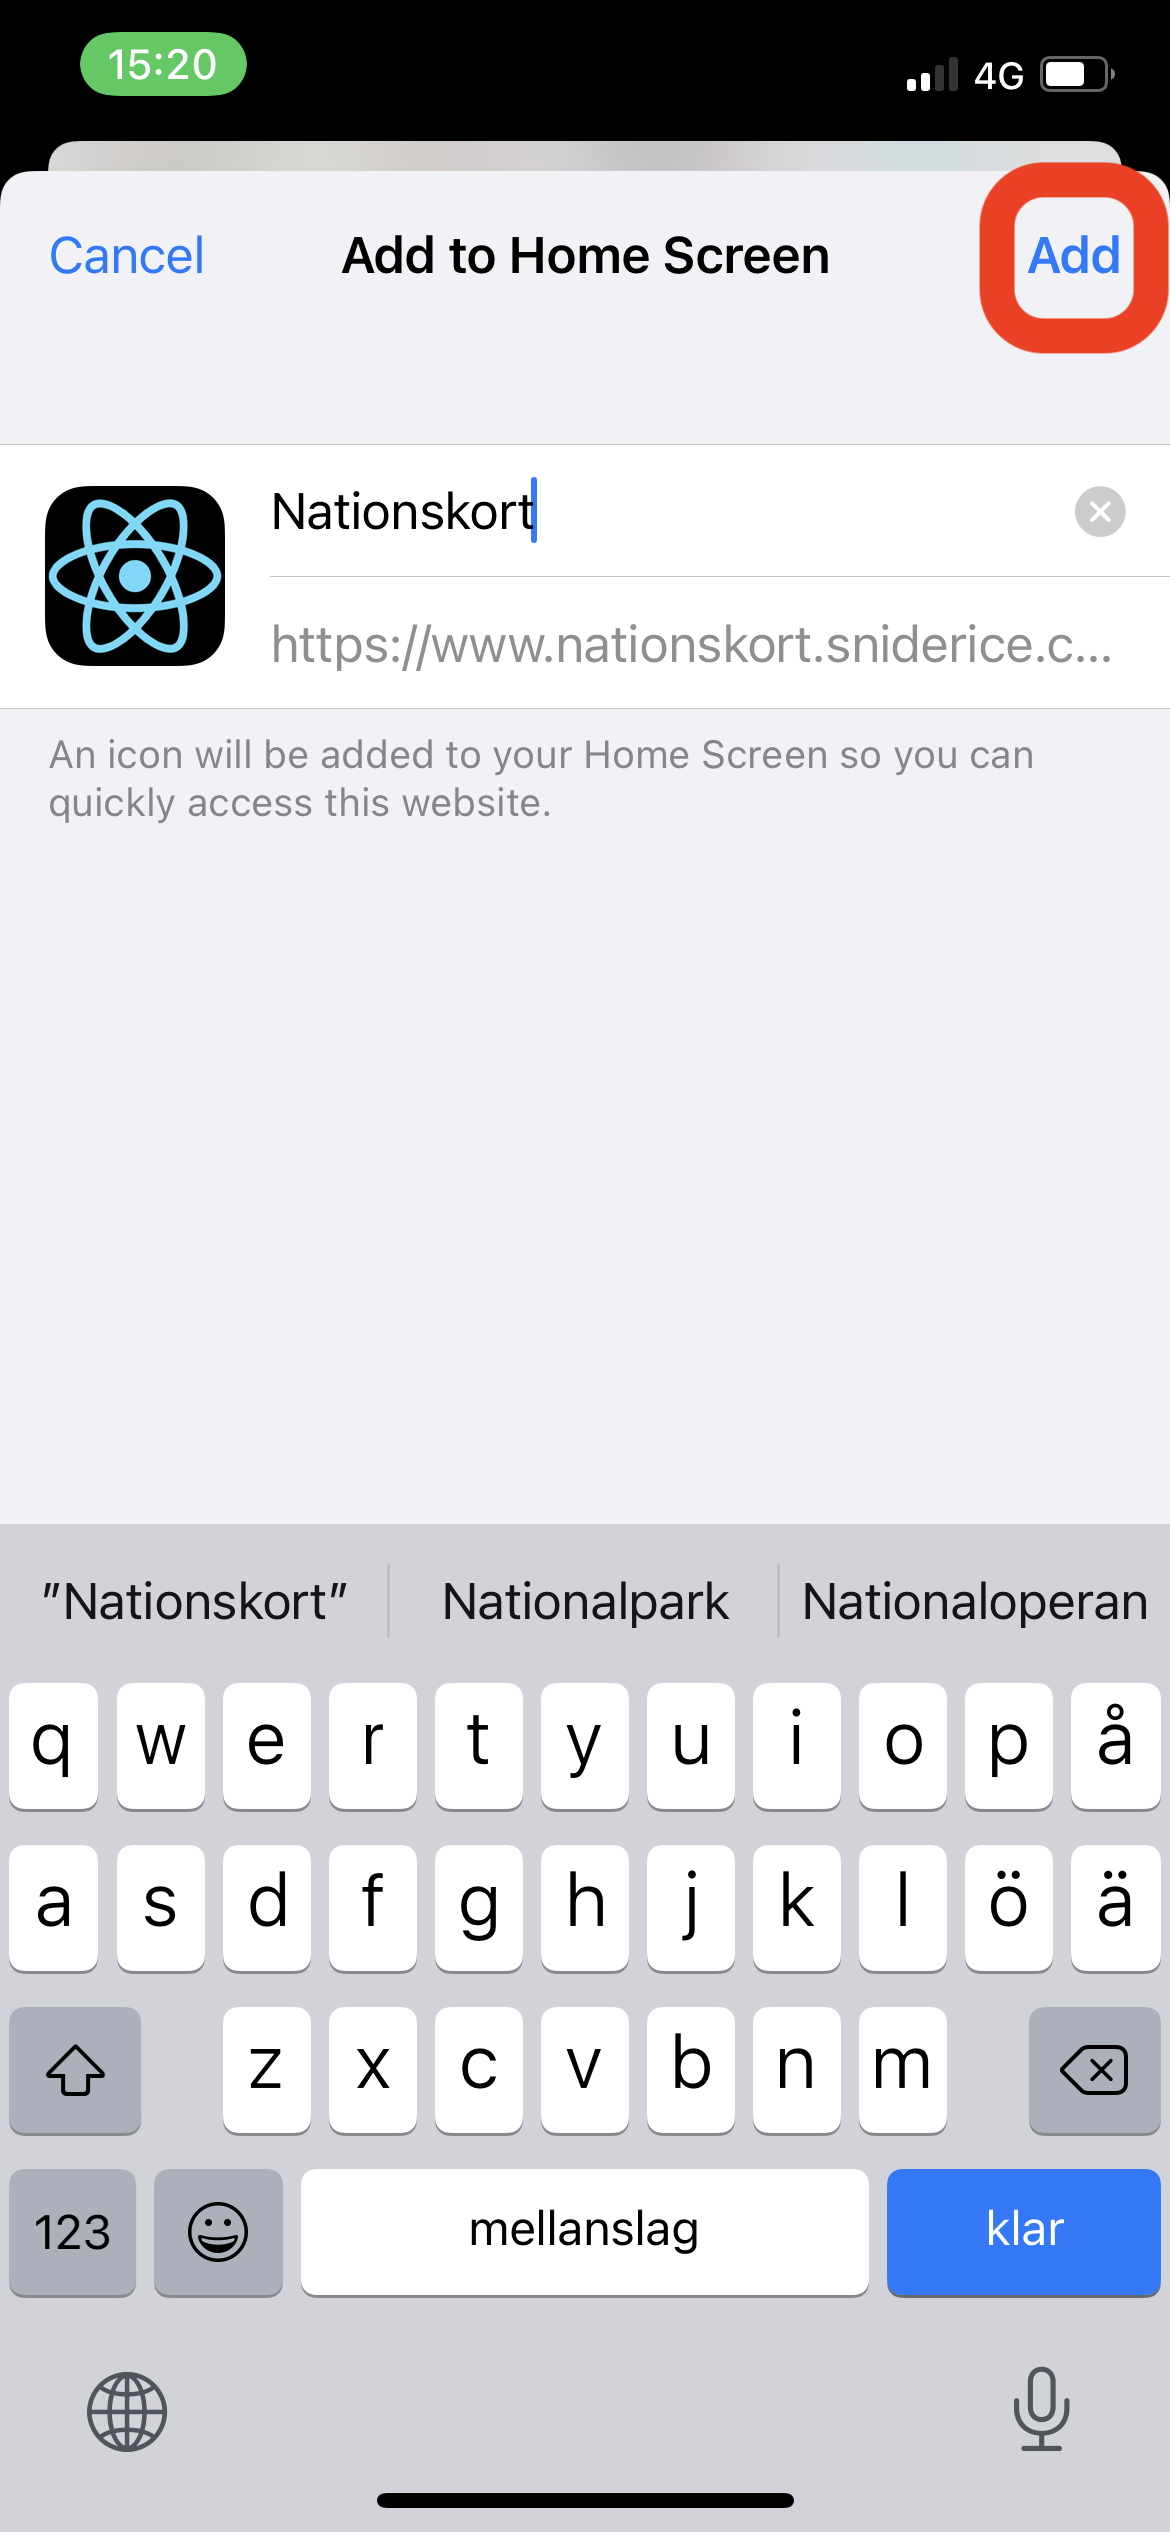 15:20
4G
Cancel
Add to Home Screen
Add
Nationskort
https://www.nationskort.sniderice.c...
An icon will be added to your Home Screen so you can
quickly access this website.
”Nationskort”
Nationalpark
Nationaloperan
q w e r t y u i o p å
a s d f g h j k l ö ä
z x c v b n m
123
mellanslag
klar